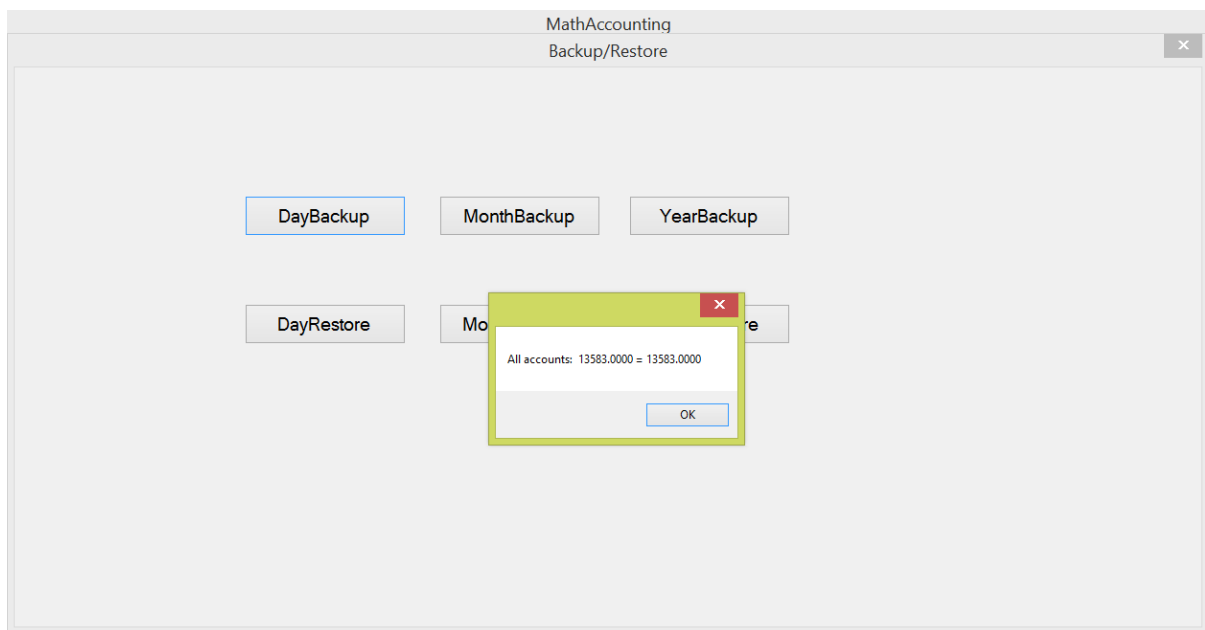 MathAccounting
Backup/Restore
DayBackup MonthBackup YearBackup
DayRestore Mo re
All accounts: 13583.0000 = 13583.0000
OK